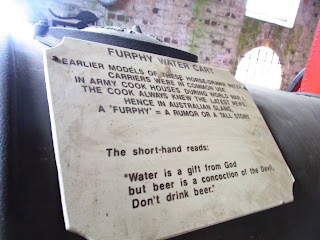 FURPHY WATER CART
EARLIER MODELS OF THESE HORSE-DRAWN WATER
CARRIERS WERE IN COMMON USE
IN ARMY COOK HOUSES DURING WORLD WAR
THE COOK ALWAYS KNEW THE LATEST NEWS
HENCE IN AUSTRALIAN SLANG
A 'FURPHY' = A RUMOR OR A TALL STORY
The short-hand reads:
"Water is a gift from God
but beer is a concoction of the Devil,
Don't drink beer."